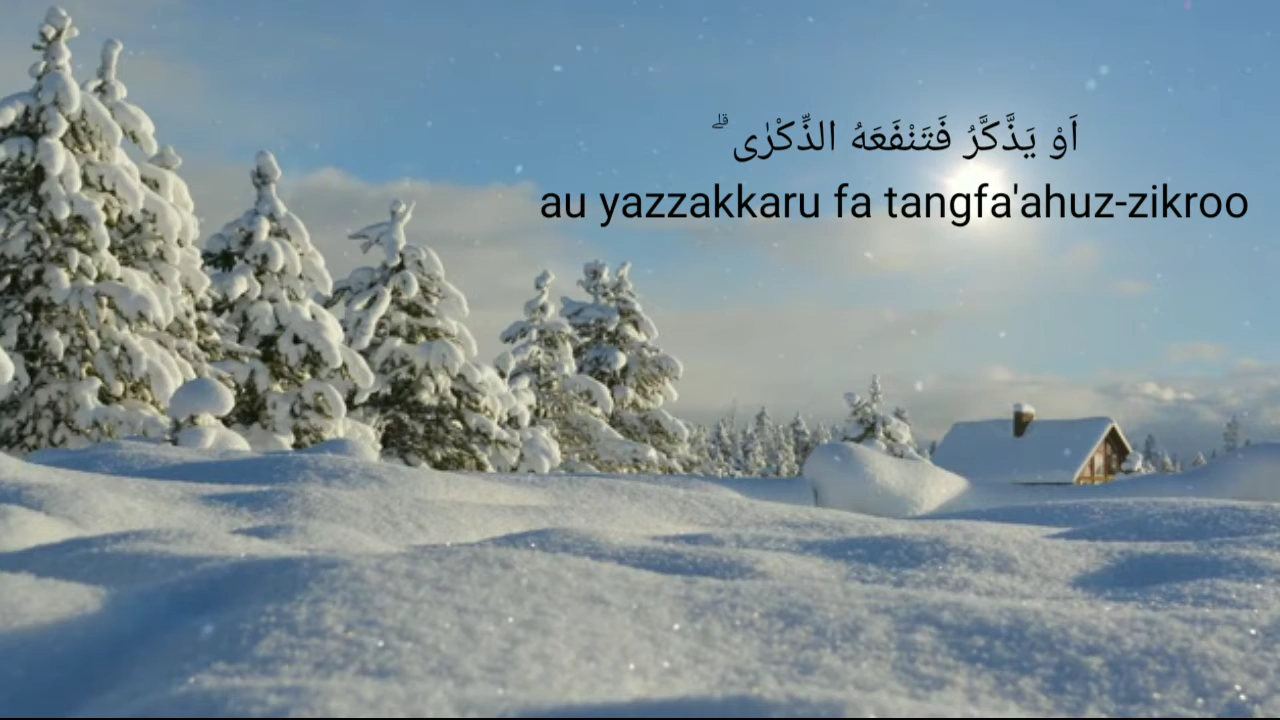 اَوْ يَذَّكَّرُ فَتَنْفَعَهُ الذِّكْرٰى ۗ
au yazzakkaru fa tangfa'ahuz-zikroo